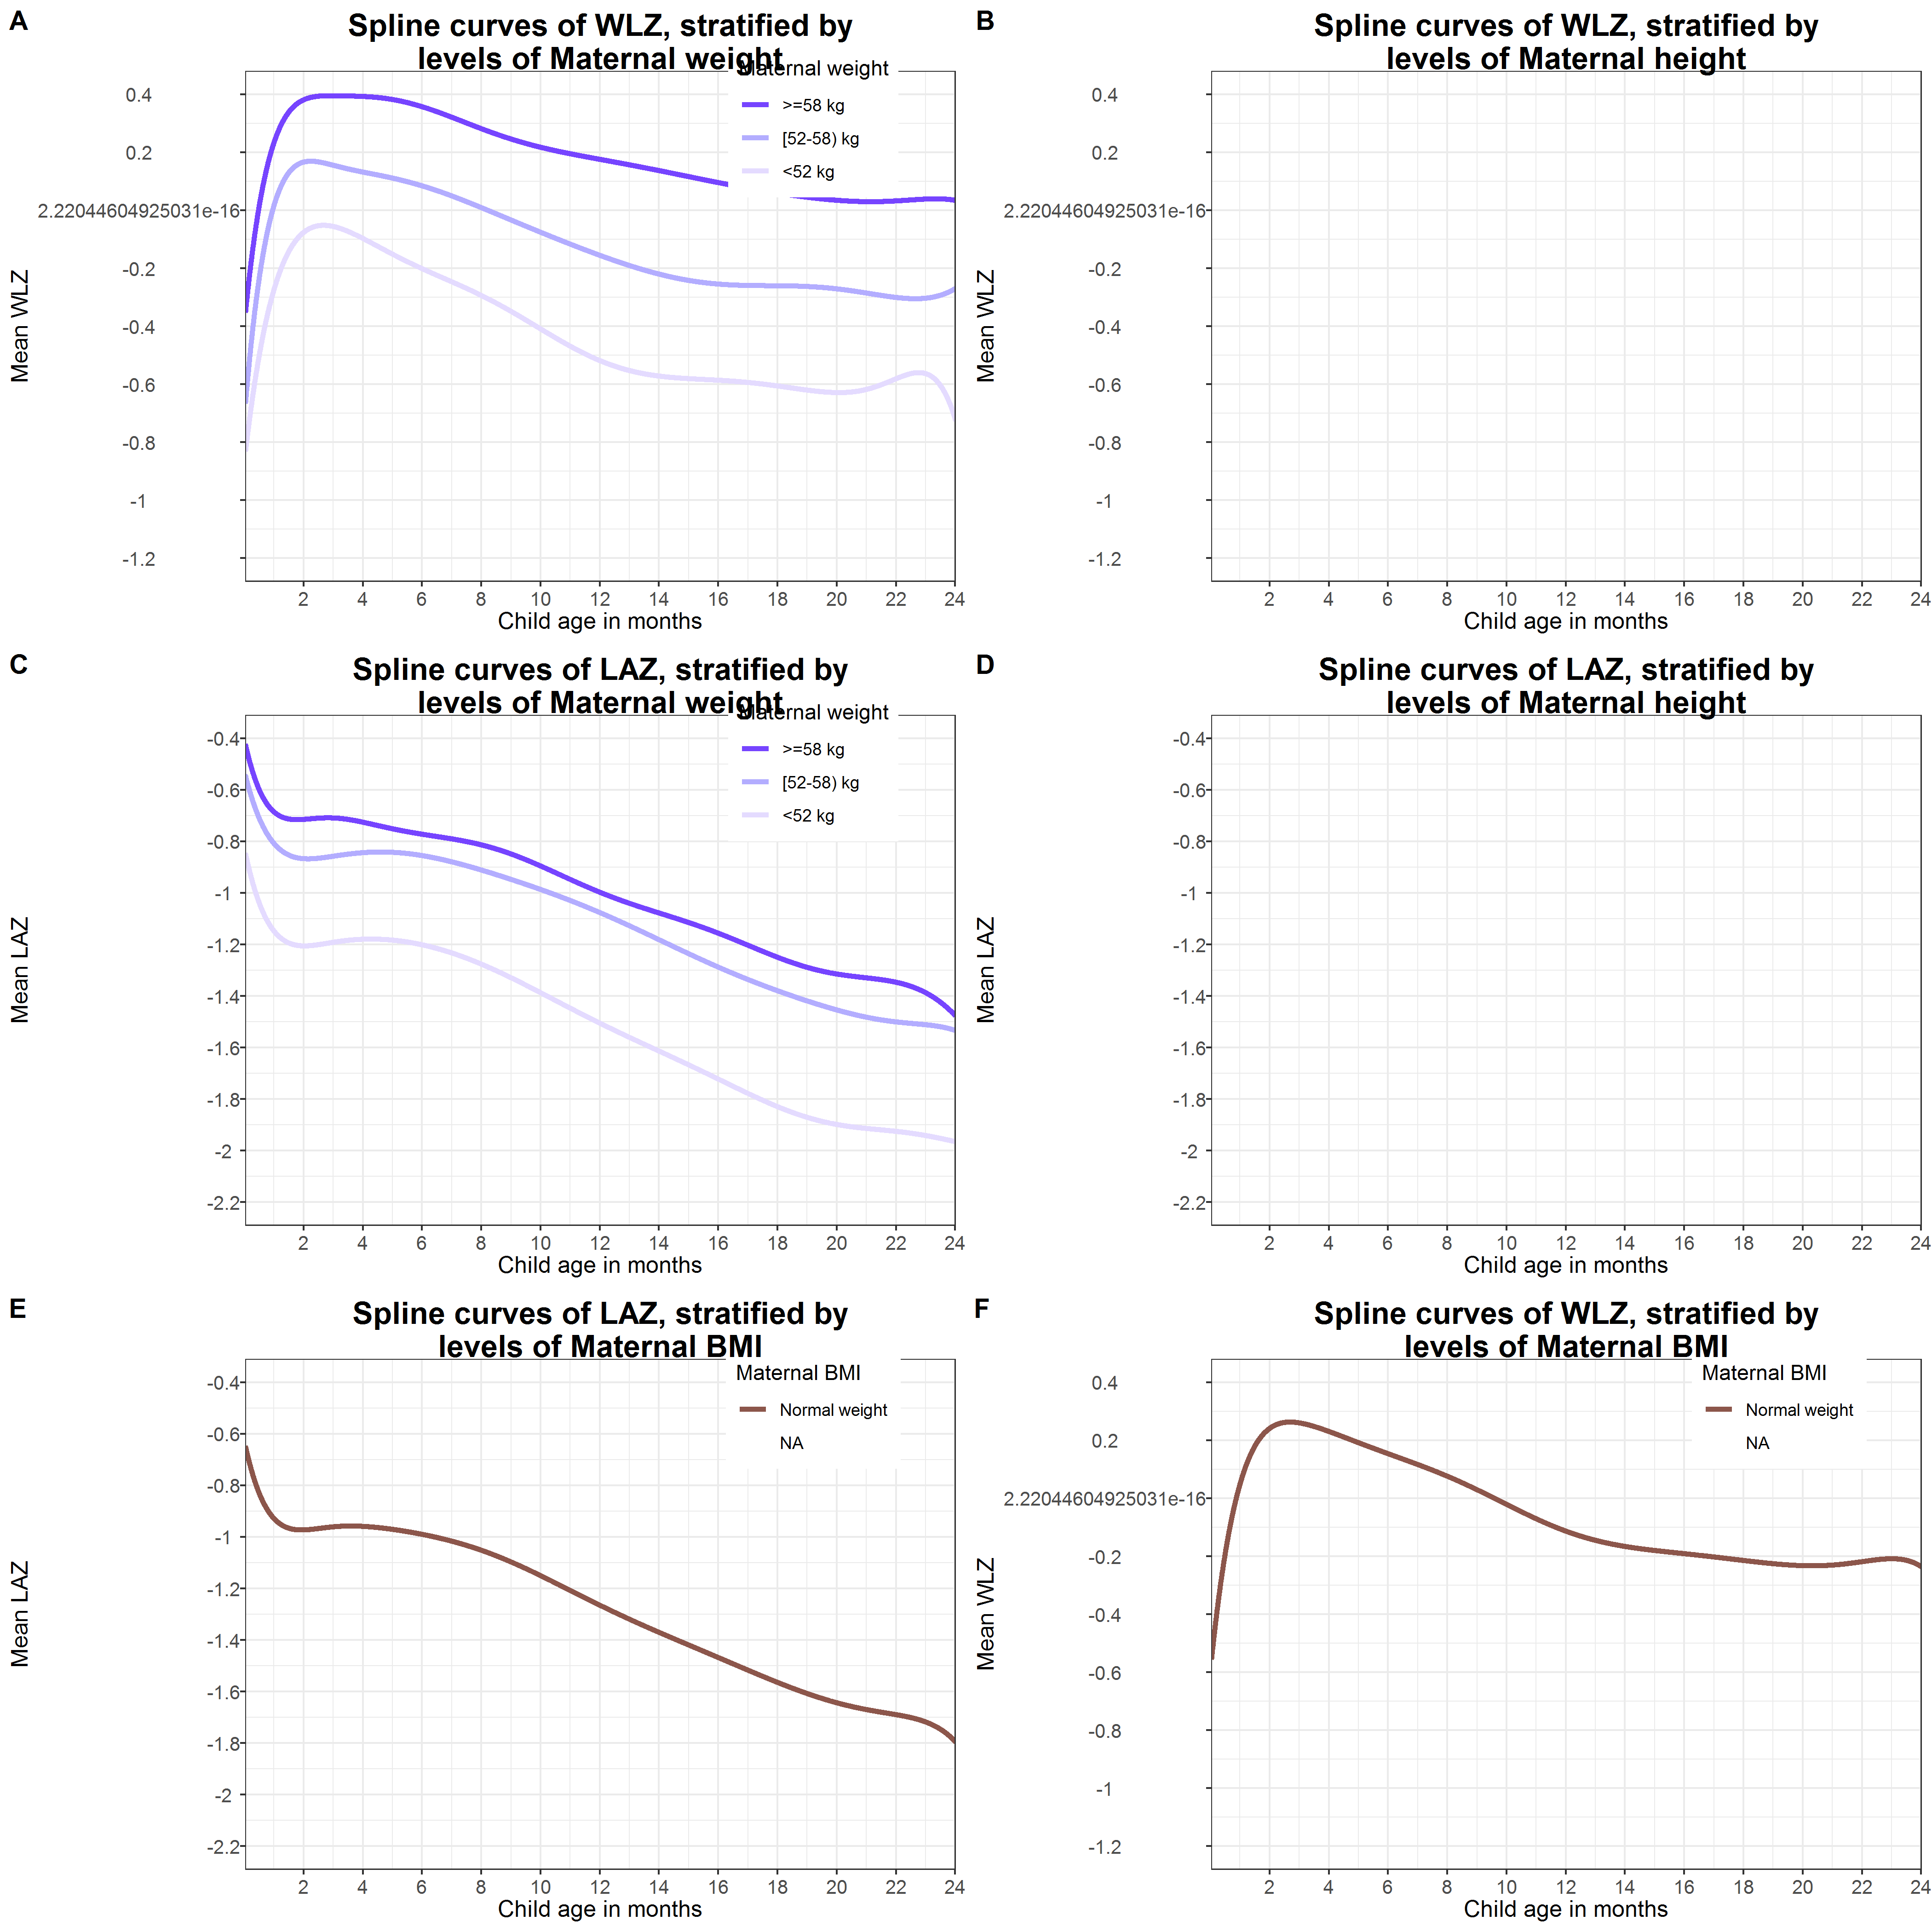 A
Spline curves of WLZ, stratified by
levels of Maternal weight
Maternal weight
>=58 kg
[52-58) kg
<52 kg
0.4
0.2
2.22044604925031e-16
-0.2
-0.4
-0.6
-0.8
-1
-1.2
Mean WLZ
2 4 6 8 10 12 14 16 18 20 22 24
Child age in months
B
Spline curves of WLZ, stratified by
levels of Maternal height
0.4
0.2
2.22044604925031e-16
-0.2
-0.4
-0.6
-0.8
-1
-1.2
Mean WLZ
2 4 6 8 10 12 14 16 18 20 22 24
Child age in months
C
Spline curves of LAZ, stratified by
levels of Maternal weight
Maternal weight
>=58 kg
[52-58) kg
<52 kg
-0.4
-0.6
-0.8
-1
-1.2
-1.4
-1.6
-1.8
-2
-2.2
Mean LAZ
2 4 6 8 10 12 14 16 18 20 22 24
Child age in months
D
Spline curves of LAZ, stratified by
levels of Maternal height
-0.4
-0.6
-0.8
-1
-1.2
-1.4
-1.6
-1.8
-2
-2.2
Mean LAZ
2 4 6 8 10 12 14 16 18 20 22 24
Child age in months
E
Spline curves of LAZ, stratified by
levels of Maternal BMI
Maternal BMI
Normal weight
NA
-0.4
-0.6
-0.8
-1
-1.2
-1.4
-1.6
-1.8
-2
-2.2
Mean LAZ
2 4 6 8 10 12 14 16 18 20 22 24
Child age in months
F
Spline curves of WLZ, stratified by
levels of Maternal BMI
Maternal BMI
Normal weight
NA
0.4
0.2
2.22044604925031e-16
-0.2
-0.4
-0.6
-0.8
-1
-1.2
Mean WLZ
2 4 6 8 10 12 14 16 18 20 22 24
Child age in months